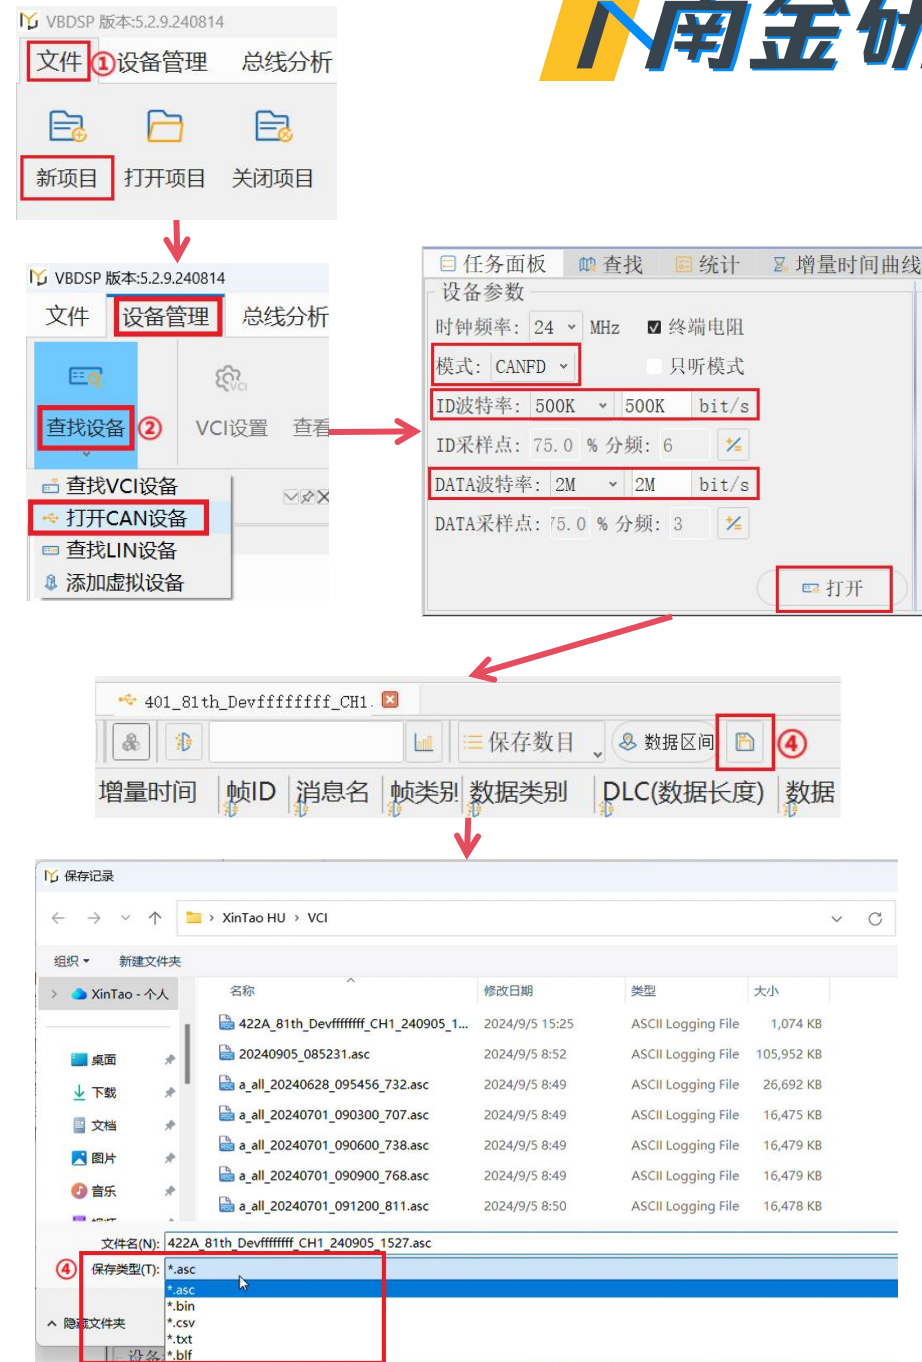 VBDSP 版本:5.2.9.240814
南金研
文件 ① 设备管理 总线分析
新项目 打开项目 关闭项目
VBDSP 版本:5.2.9.240814
文件 设备管理 总线分析
VCI
查找设备 ② VCI设置 查看
查找VCI设备
打开CAN设备
查找LIN设备
添加虚拟设备
任务面板 查找 统计 增量时间曲线
设备参数
时钟频率: 24 MHz 终端电阻
模式: CANFD 只听模式
ID波特率: 500K 500K bit/s
ID采样点: 75.0 % 分频: 6
DATA波特率: 2M 2M bit/s
DATA采样点: 75.0 % 分频: 3
打开
401_81th_Devffffffff_CH1.
保存数目 数据区间 ④
增量时间 帧ID 消息名 帧类别 数据类别 DLC(数据长度) 数据
保存记录
XinTao HU > VCI
组织 新建文件夹
XinTao - 个人
桌面
下载
文档
图片
音乐
名称 修改日期 类型 大小
422A_81th_Devffffffff_CH1_240905_1... 2024/9/5 15:25 ASCII Logging File 1,074 KB
20240905_085231.asc 2024/9/5 8:52 ASCII Logging File 105,952 KB
a_all_20240628_095456_732.asc 2024/9/5 8:49 ASCII Logging File 26,692 KB
a_all_20240701_090300_707.asc 2024/9/5 8:49 ASCII Logging File 16,475 KB
a_all_20240701_090600_738.asc 2024/9/5 8:49 ASCII Logging File 16,479 KB
a_all_20240701_090900_768.asc 2024/9/5 8:49 ASCII Logging File 16,479 KB
a_all_20240701_091200_811.asc 2024/9/5 8:50 ASCII Logging File 16,478 KB
文件名(N): 422A_81th_Devffffffff_CH1_240905_1527.asc
④ 保存类型(T): *.asc
*.asc
*.bin
*.csv
*.txt
*.blf
隐藏文件夹
设备